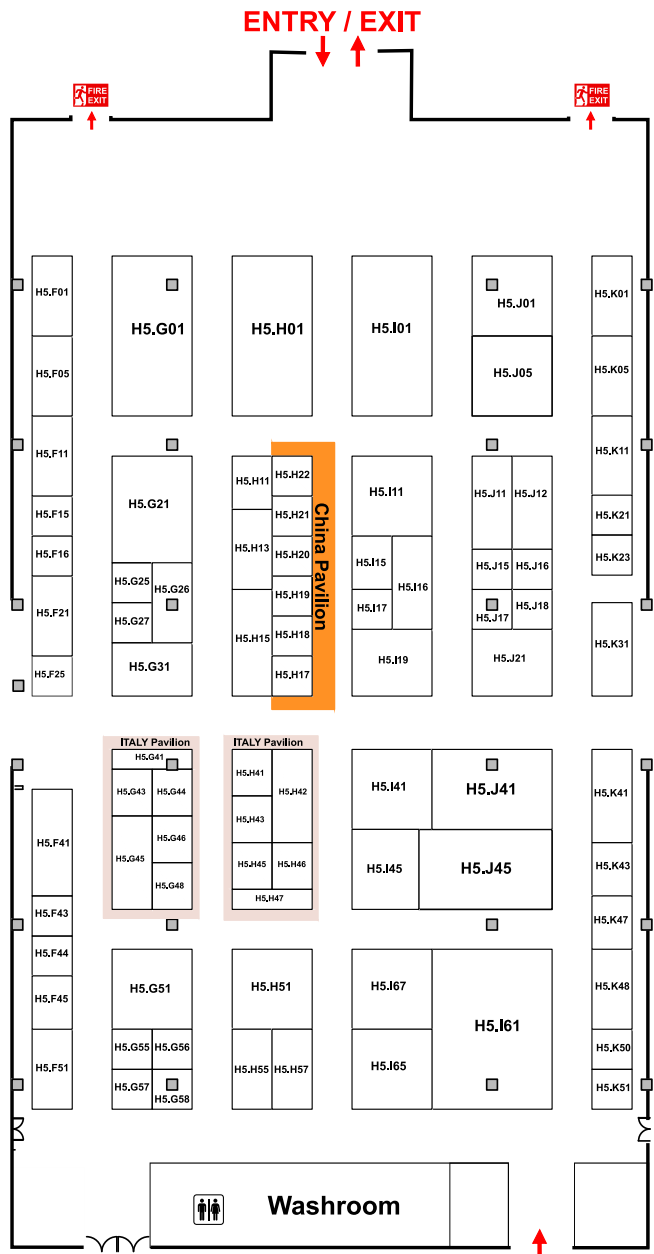 ENTRY / EXIT
FIRE
EXIT
FIRE
EXIT
H5.F01
H5.G01
H5.H01
H5.I01
H5.J01
H5.K01
H5.F05
H5.J05
H5.K05
H5.F11
H5.F15
H5.F16
H5.F21
H5.F25
H5.G21
H5.G25
H5.G26
H5.G27
H5.G31
H5.H11
H5.H22
H5.H21
H5.H13
H5.H20
H5.H19
H5.H15
H5.H18
H5.H17
China Pavilion
H5.I11
H5.I15
H5.I16
H5.I17
H5.I19
H5.J11
H5.J12
H5.J15
H5.J16
H5.J17
H5.J18
H5.J21
H5.K11
H5.K21
H5.K23
H5.K31
ITALY Pavilion
H5.G41
H5.G43
H5.G44
H5.G45
H5.G46
H5.G48
ITALY Pavilion
H5.H41
H5.H42
H5.H43
H5.H45
H5.H46
H5.H47
H5.I41
H5.J41
H5.I45
H5.J45
H5.K41
H5.K43
H5.K47
H5.F41
H5.F43
H5.F44
H5.F45
H5.F51
H5.G51
H5.G55
H5.G56
H5.G57
H5.G58
H5.H51
H5.H55
H5.H57
H5.I67
H5.I61
H5.I65
H5.K48
H5.K50
H5.K51
Washroom